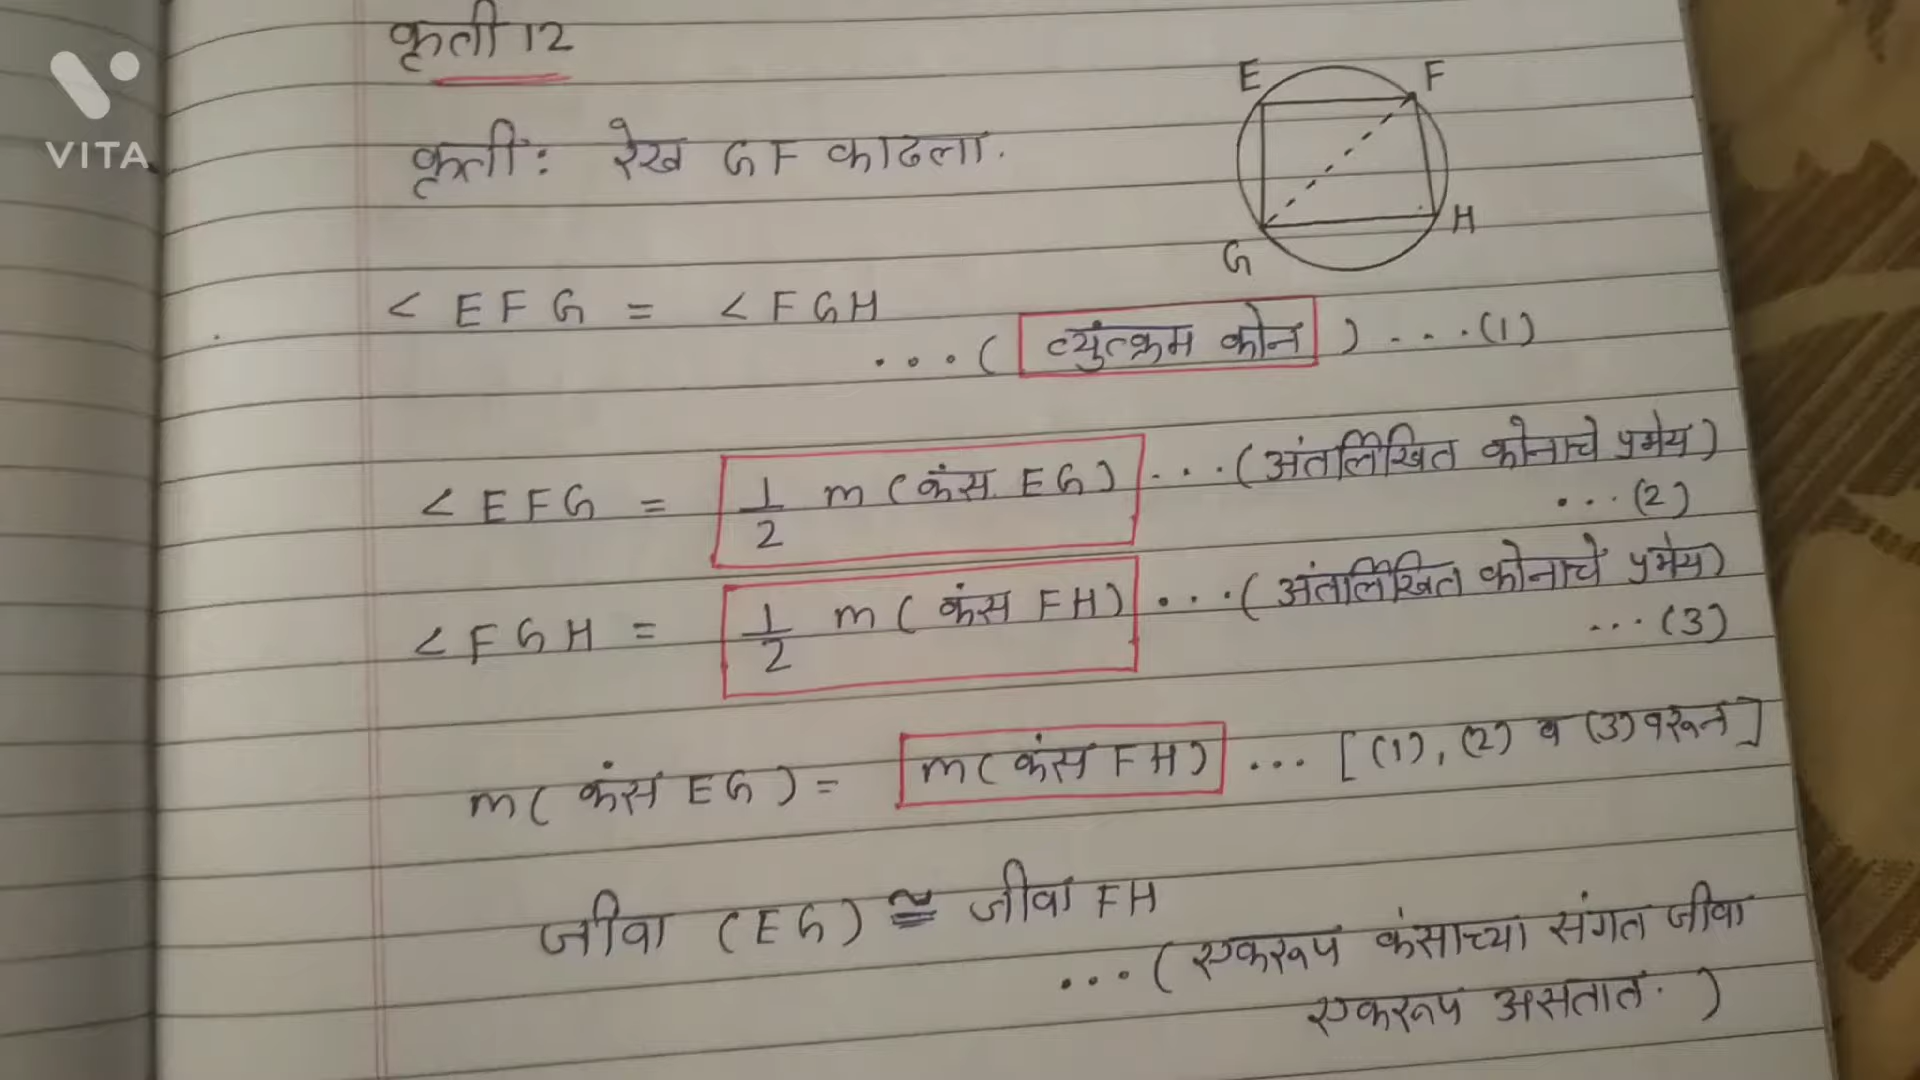 VITA
कृती 12
कृती: रेख GF काढला.
E F
G H
< EFG = < FGH
...( व्युत्क्रम कोन ) ....(1)
< EFG = 1/2 m (कंस EG) ...(अंतर्लिखित कोनाचे प्रमेय)
...(2)
< FGH = 1/2 m ( कंस FH) ...(अंतर्लिखित कोनाचे प्रमेय)
...(3)
m( कंस EG) = m( कंस FH) ... [(1), (2) व (3) वरून]
जीवा (EG) ≅ जीवा FH
...( एकरूप कंसाच्या संगत जीवा
एकरूप असतात. )